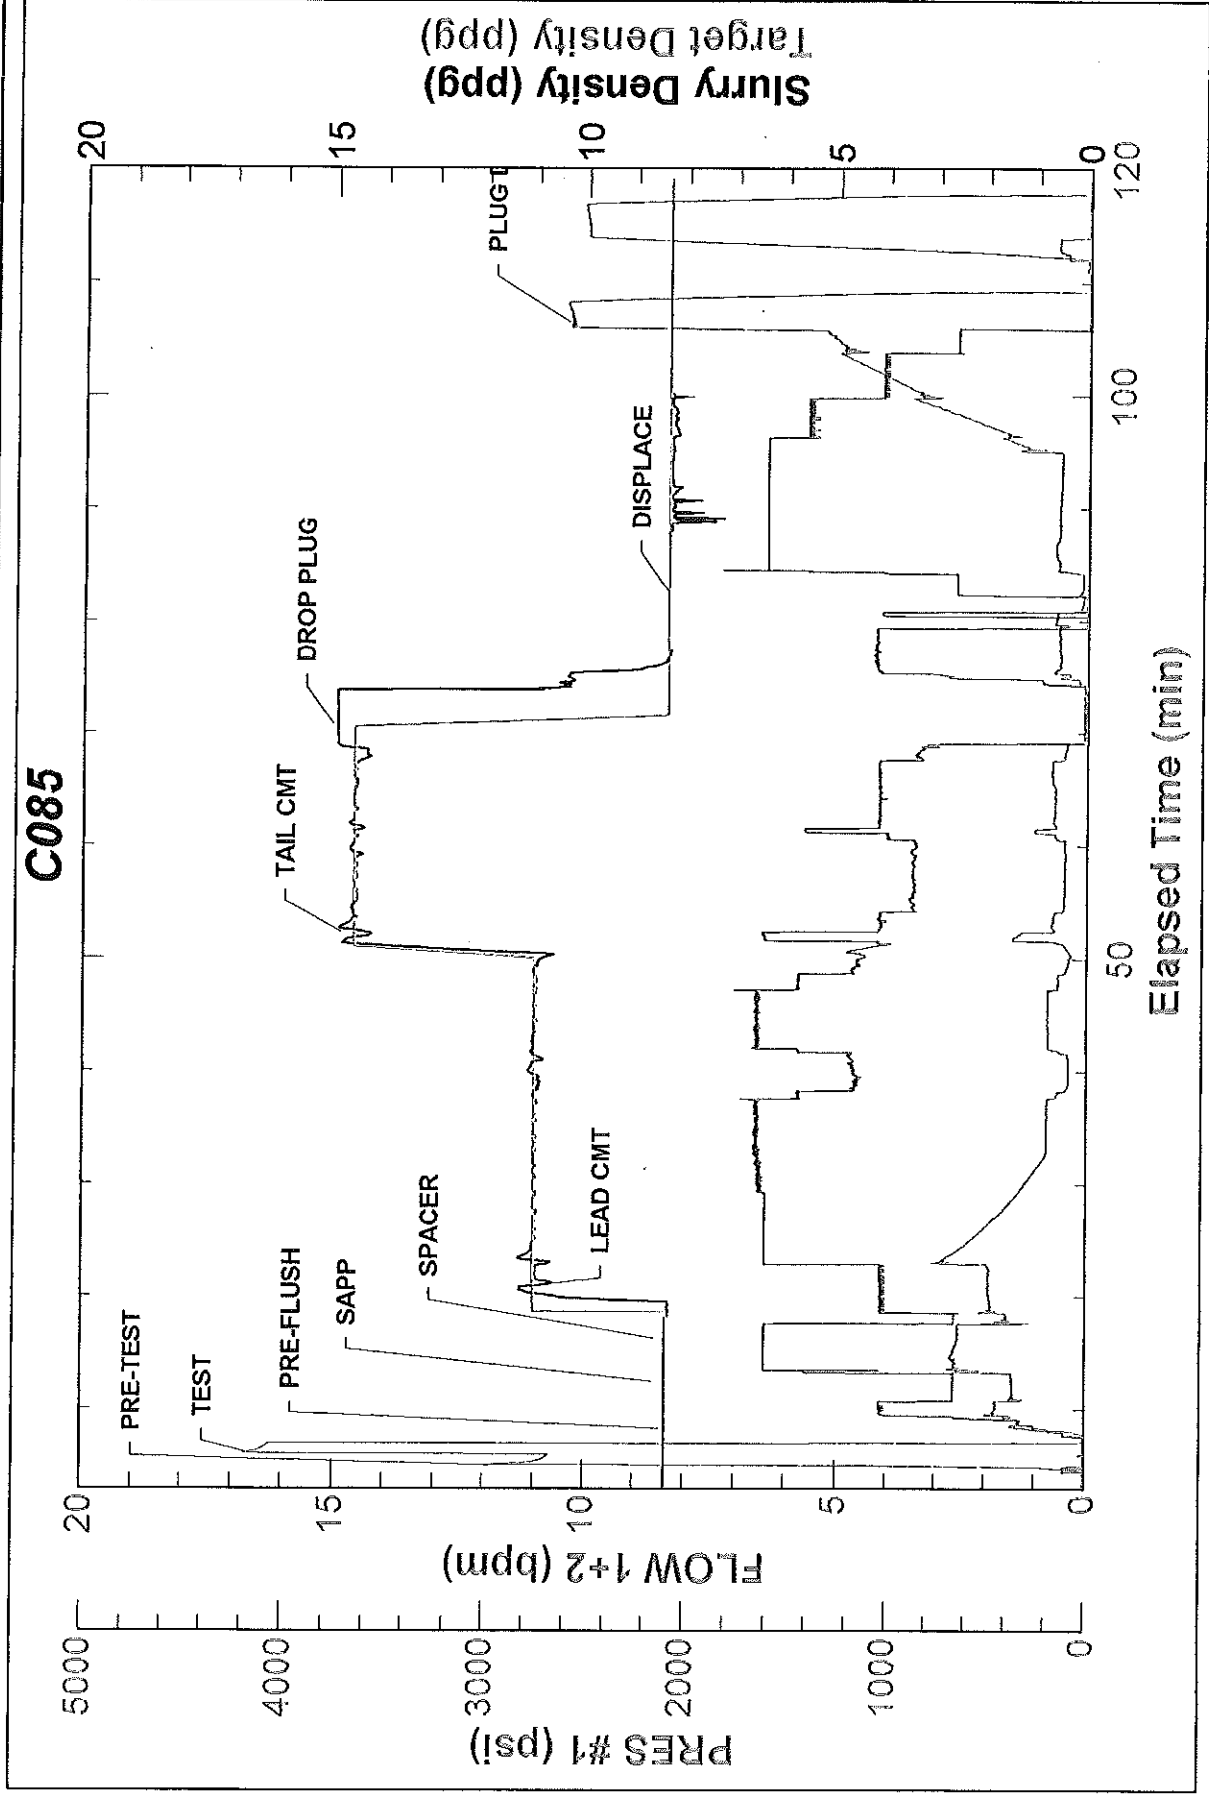 C085
PRE-TEST
TEST
PRE-FLUSH
SAPP
SPACER
LEAD CMT
TAIL CMT
DROP PLUG
DISPLACE
PLUG
PRES #1 (psi)
5000
4000
3000
2000
1000
0
FLOW 1+2 (bpm)
20
15
10
5
0
Elapsed Time (min)
50
100
120
20
15
10
5
0
Slurry Density (ppg)
Target Density (ppg)